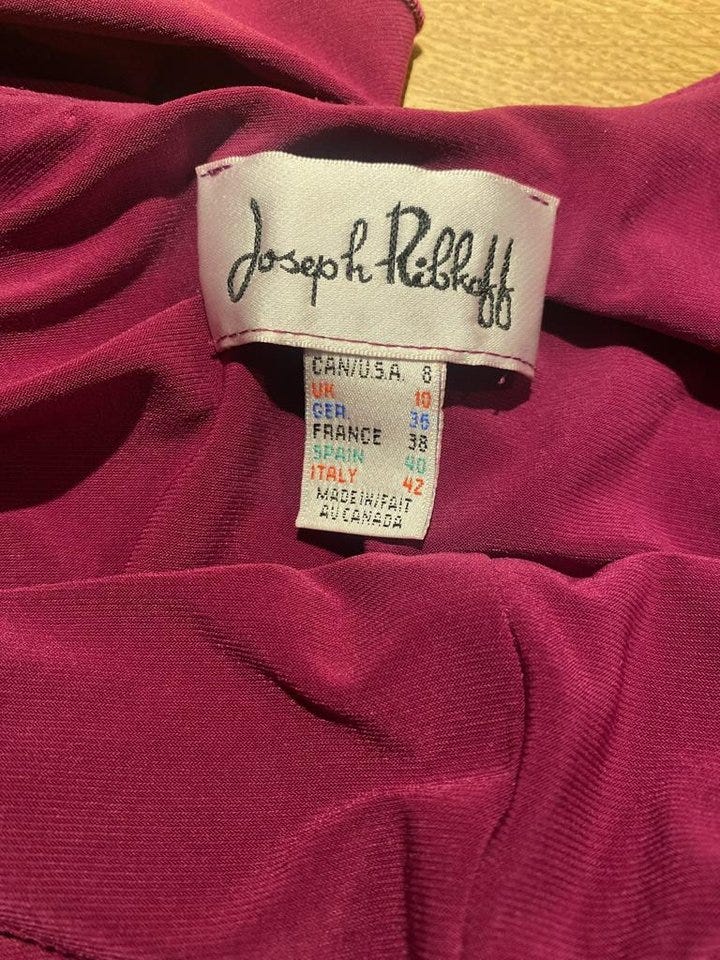 Joseph Ribkoff
CAN/U.S.A. 8
UK 10
GER. 36
FRANCE 38
SPAIN 40
ITALY 42
MADE IN/FAIT
AU CANADA